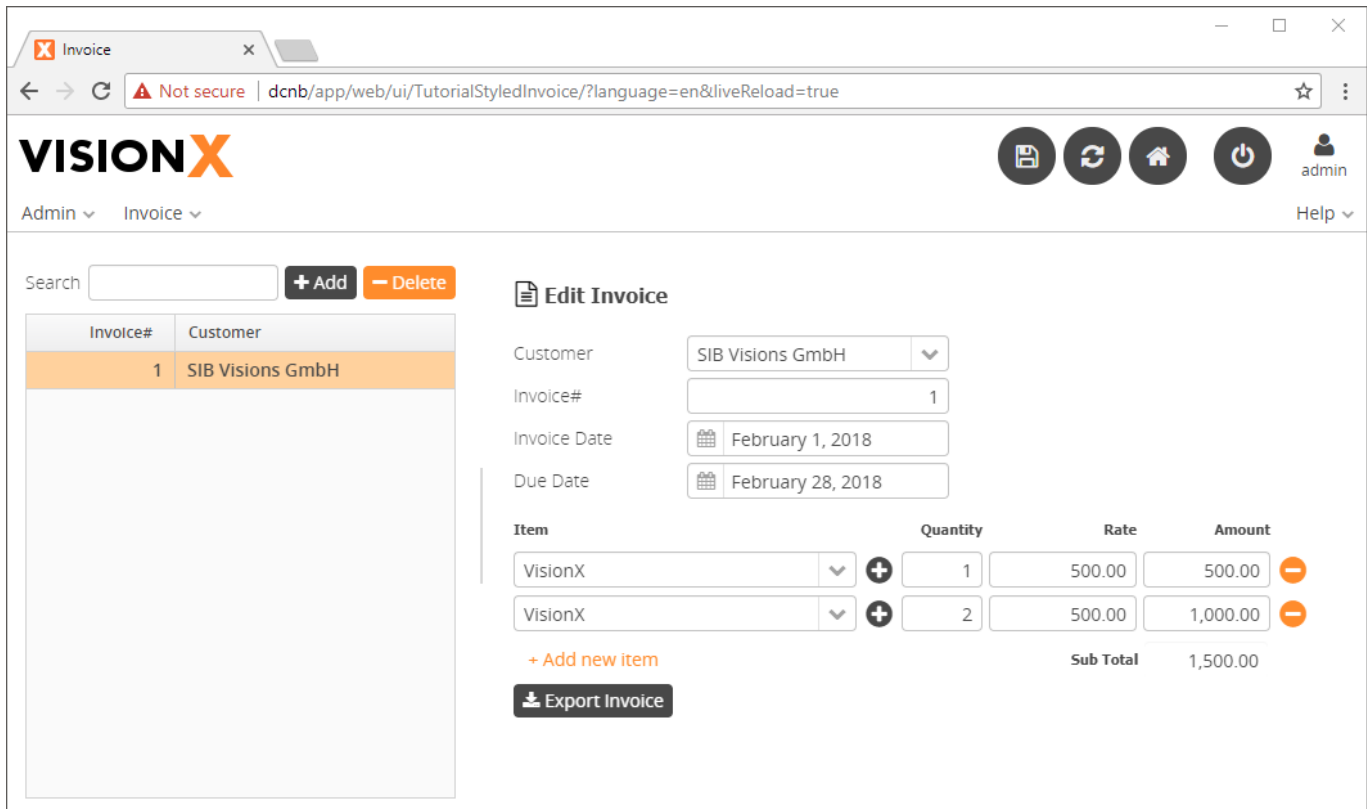 Invoice
Not secure | dcnb/app/web/ui/TutorialStyledInvoice/?language=en&liveReload=true
VISIONX
admin
Admin Invoice Help
Search Add Delete
Invoice# Customer
1 SIB Visions GmbH
Edit Invoice
Customer SIB Visions GmbH
Invoice# 1
Invoice Date February 1, 2018
Due Date February 28, 2018
Item Quantity Rate Amount
VisionX 1 500.00 500.00
VisionX 2 500.00 1,000.00
+ Add new item Sub Total 1,500.00
Export Invoice